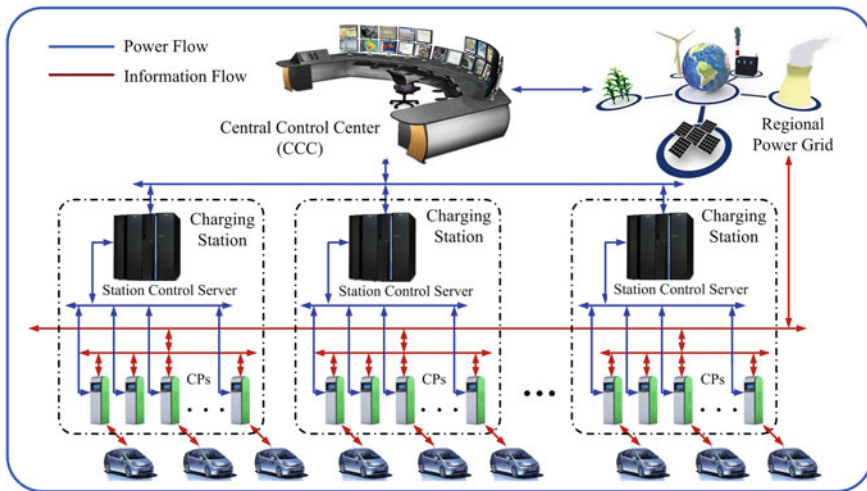 Power Flow
Information Flow
Central Control Center
(CCC)
Regional
Power Grid
Charging
Station
Station Control Server
CPs
Charging
Station
Station Control Server
CPs
Charging
Station
Station Control Server
CPs